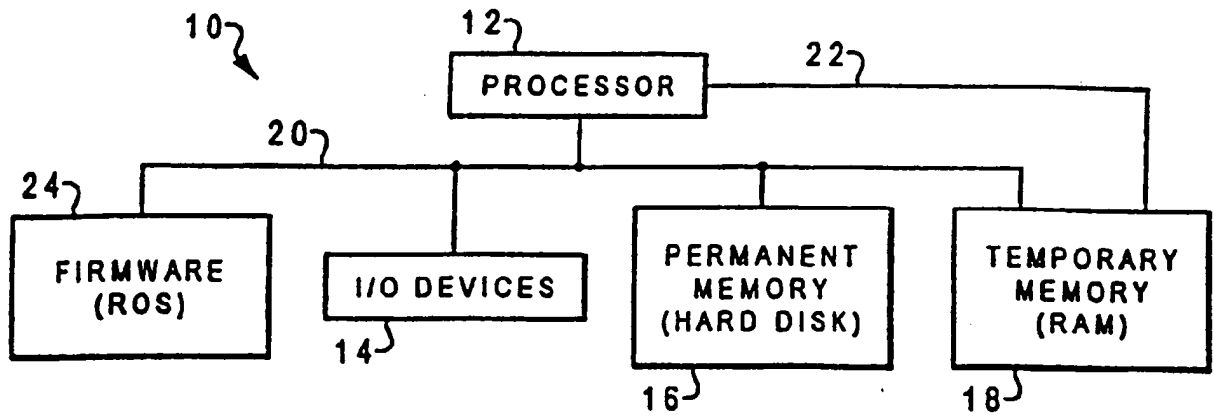 10
12
PROCESSOR
22
20
24
FIRMWARE
(ROS)
I/O DEVICES
14
PERMANENT
MEMORY
(HARD DISK)
16
TEMPORARY
MEMORY
(RAM)
18